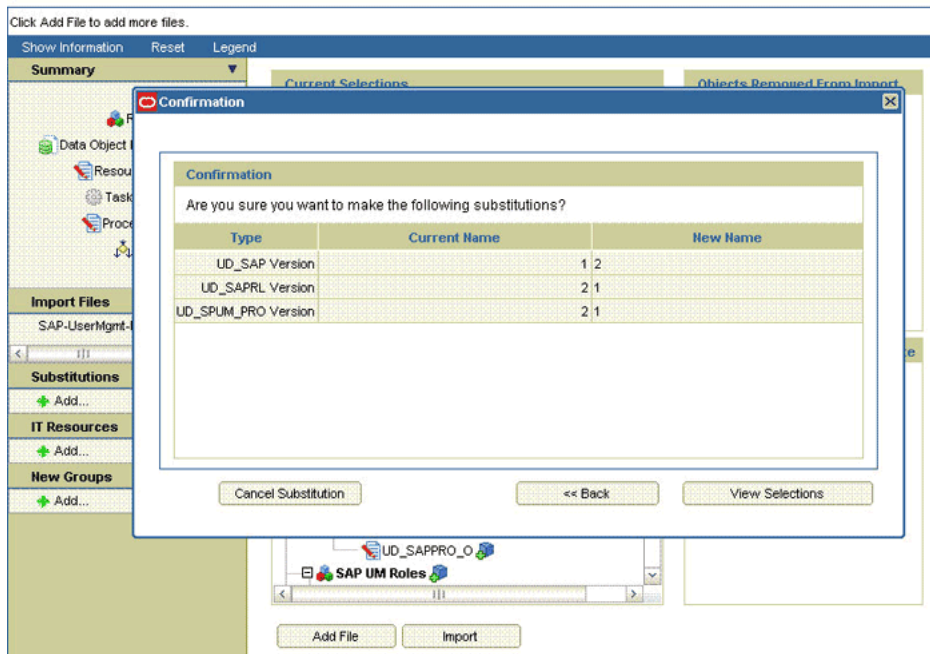 Click Add File to add more files.
Show Information Reset Legend
Summary
Current Selections
Objects Removed From Import
Confirmation
Data Object
Resou
Task
Proce
Confirmation
Are you sure you want to make the following substitutions?
Type Current Name New Name
UD_SAP Version 1 2
UD_SAPRL Version 2 1
UD_SPUM_PRO Version 2 1
Import Files
SAP-UserMgmt-
Substitutions
Add...
IT Resources
Add...
New Groups
Add...
Cancel Substitution << Back View Selections
UD_SAPPRO_O
SAP UM Roles
Add File Import